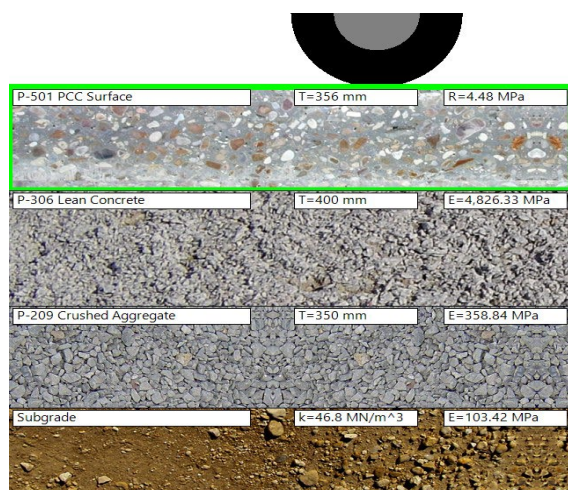 P-501 PCC Surface T=356 mm R=4.48 MPa
P-306 Lean Concrete T=400 mm E=4,826.33 MPa
P-209 Crushed Aggregate T=350 mm E=358.84 MPa
Subgrade k=46.8 MN/m^3 E=103.42 MPa